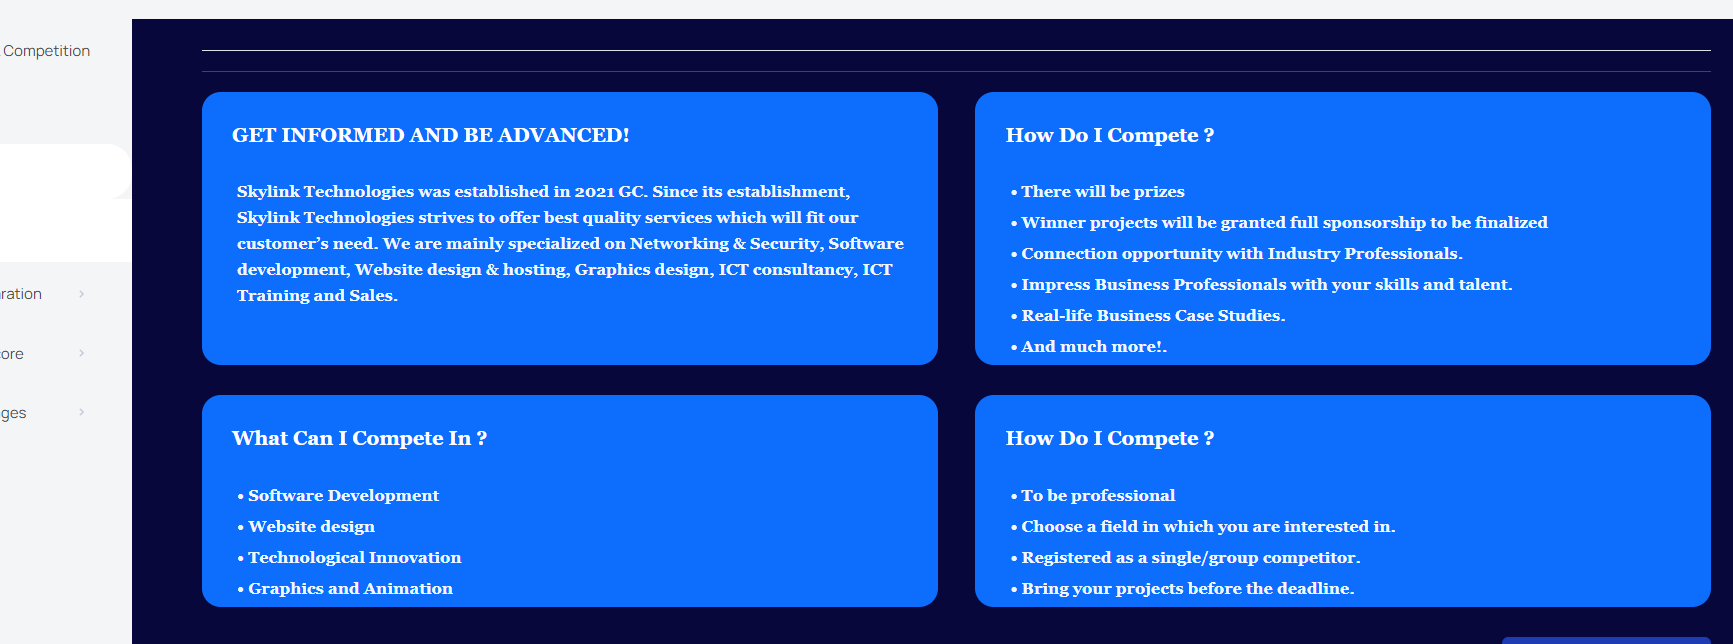 Competition
ration
ore
ges
GET INFORMED AND BE ADVANCED!
Skylink Technologies was established in 2021 GC. Since its establishment,
Skylink Technologies strives to offer best quality services which will fit our
customer’s need. We are mainly specialized on Networking & Security, Software
development, Website design & hosting, Graphics design, ICT consultancy, ICT
Training and Sales.
How Do I Compete ?
• There will be prizes
• Winner projects will be granted full sponsorship to be finalized
• Connection opportunity with Industry Professionals.
• Impress Business Professionals with your skills and talent.
• Real-life Business Case Studies.
• And much more!.
What Can I Compete In ?
• Software Development
• Website design
• Technological Innovation
• Graphics and Animation
How Do I Compete ?
• To be professional
• Choose a field in which you are interested in.
• Registered as a single/group competitor.
• Bring your projects before the deadline.